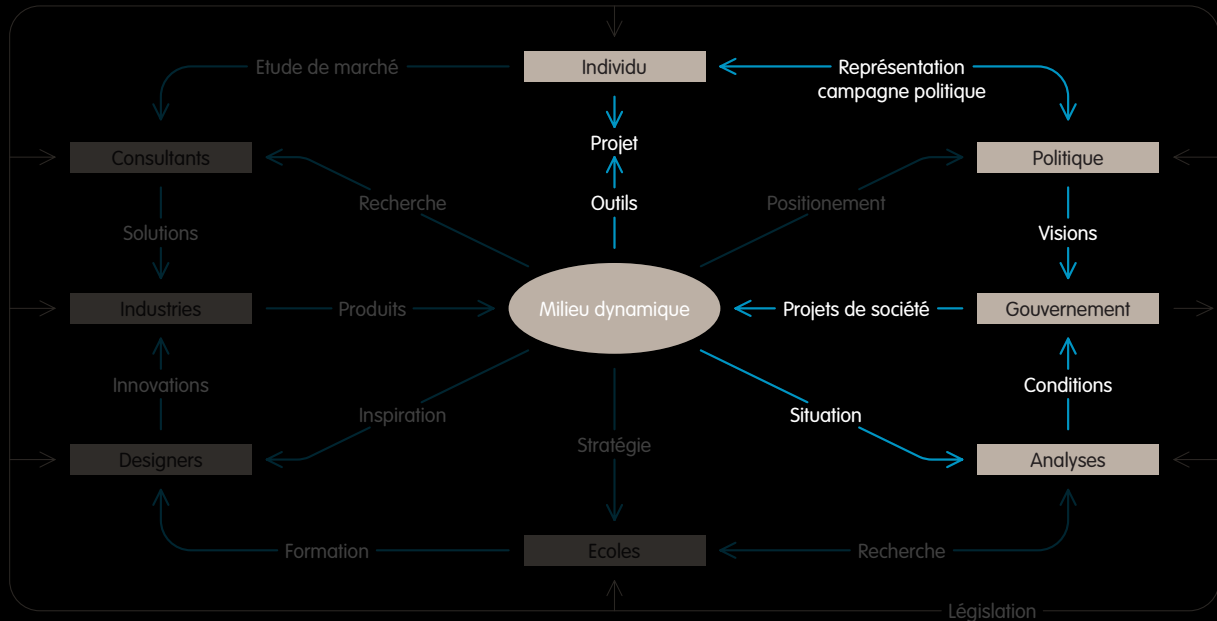 Individu
Etude de marché
Représentation
campagne politique
Projet
Consultants
Politique
Recherche
Outils
Positionement
Solutions
Visions
Industries
Produits
Milieu dynamique
Projets de société
Gouvernement
Innovations
Inspiration
Situation
Conditions
Stratégie
Designers
Analyses
Formation
Ecoles
Recherche
Législation